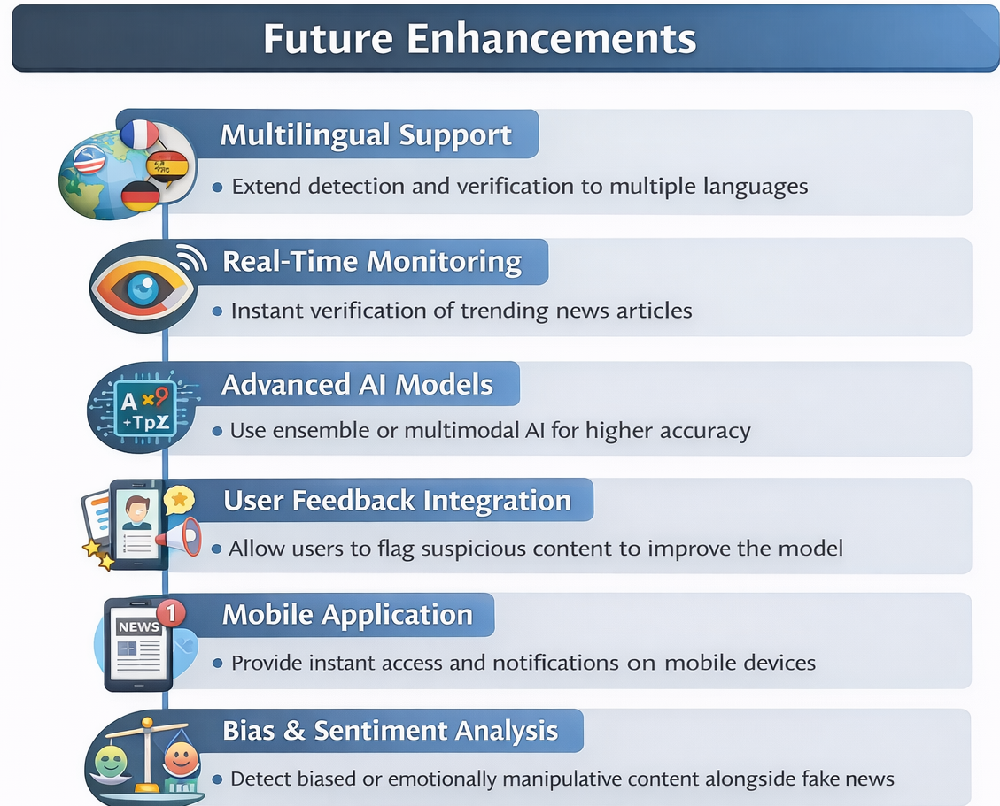 Future Enhancements
Multilingual Support
• Extend detection and verification to multiple languages
Real-Time Monitoring
• Instant verification of trending news articles
A x9
+TpZ
Advanced AI Models
• Use ensemble or multimodal AI for higher accuracy
User Feedback Integration
• Allow users to flag suspicious content to improve the model
1
NEWS
Mobile Application
• Provide instant access and notifications on mobile devices
Bias & Sentiment Analysis
• Detect biased or emotionally manipulative content alongside fake news